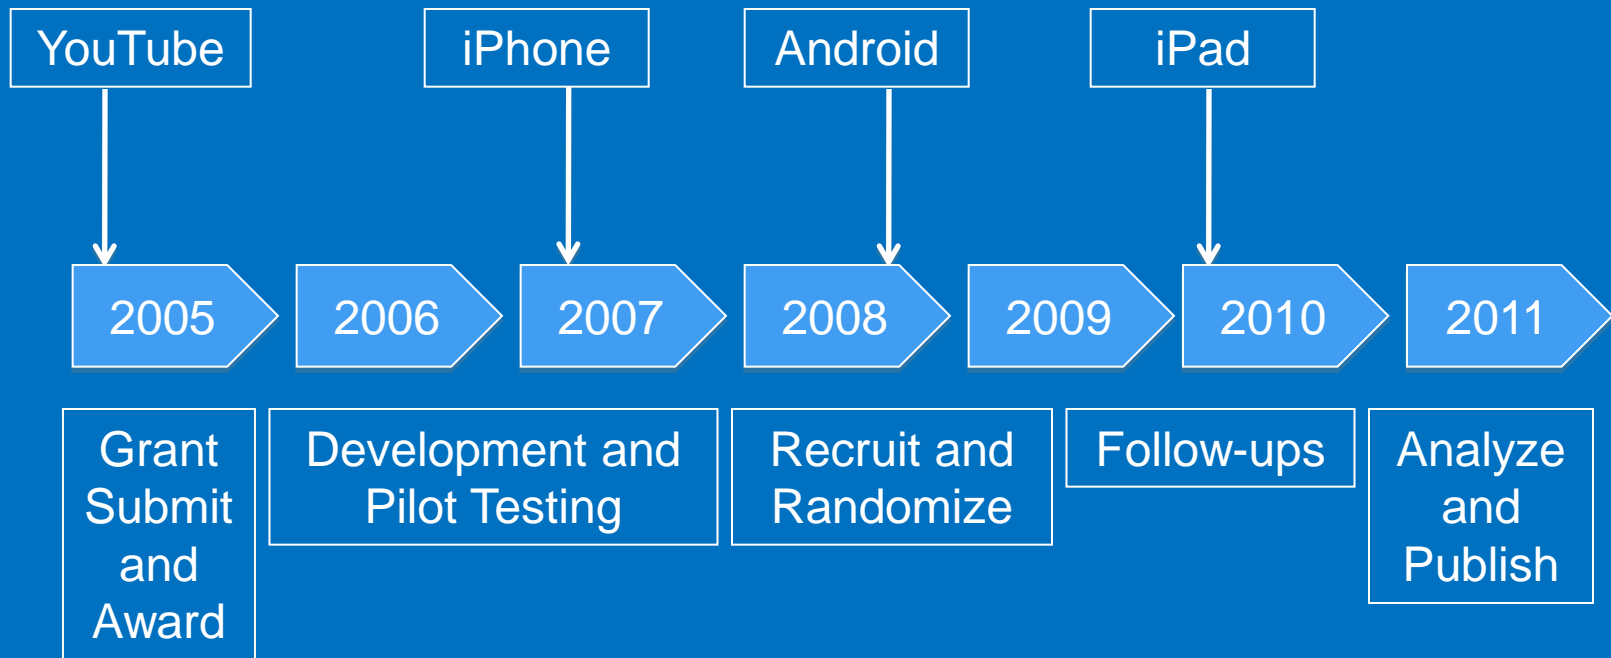 YouTube
iPhone
Android
iPad
2005
2006
2007
2008
2009
2010
2011
Grant
Submit
and
Award
Development and
Pilot Testing
Recruit and
Randomize
Follow-ups
Analyze
and
Publish